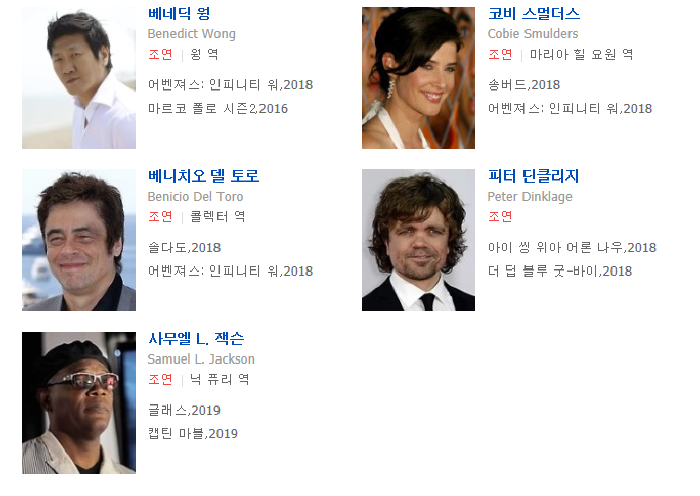 베네딕 웡
Benedict Wong
조연 | 웡 역
어벤져스: 인피니티 워,2018
마르코 폴로 시즌2,2016
코비 스멀더스
Cobie Smulders
조연 | 마리아 힐 요원 역
송버드,2018
어벤져스: 인피니티 워,2018
베니치오 델 토로
Benicio Del Toro
조연 | 콜렉터 역
솔다도,2018
어벤져스: 인피니티 워,2018
피터 딘클리지
Peter Dinklage
조연
아이 씽 위아 어론 나우,2018
더 덥 블루 굿-바이,2018
사무엘 L. 잭슨
Samuel L. Jackson
조연 | 닉 퓨리 역
글래스,2019
캡틴 마블,2019